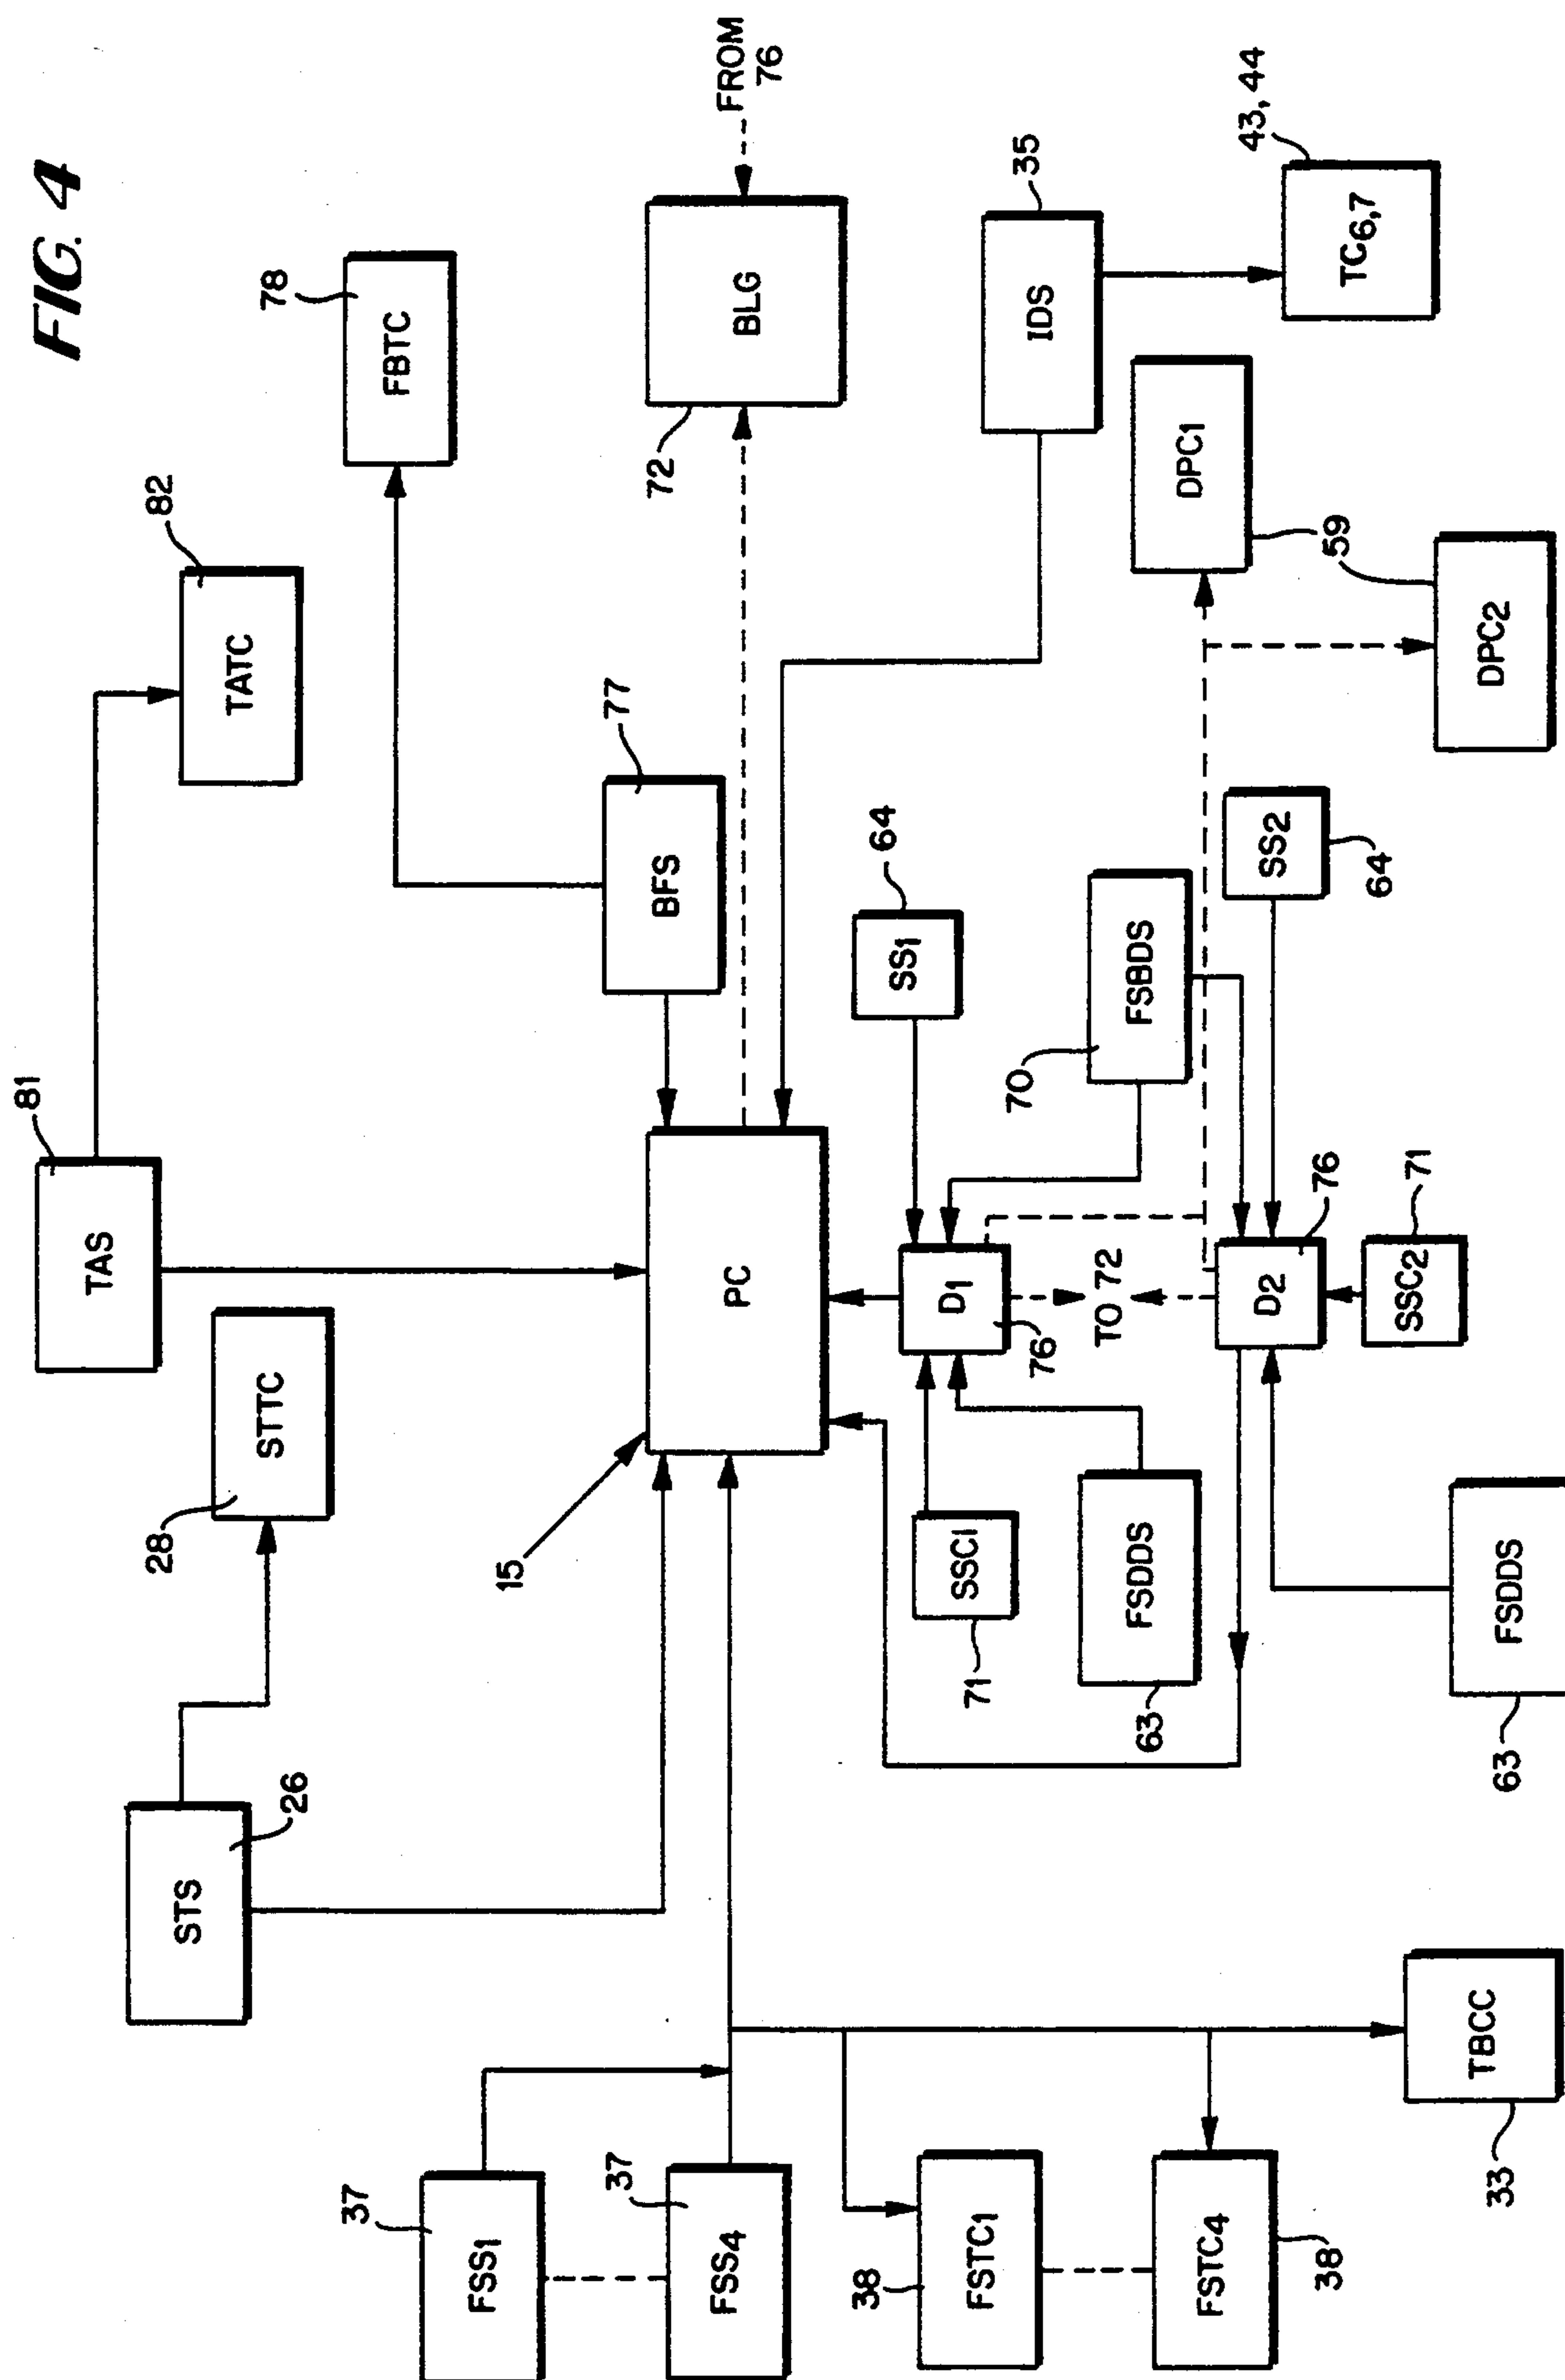 FIG. 4
81
TAS
82
TATC
26
STS
28
STTC
78
FBTC
77
BFS
15
PC
72
BLG
FROM
76
37
FSS1
37
FSS4
38
FSTC1
38
FSTC4
33
TBCC
35
IDS
43, 44
TC6,7
64
SS1
70
FSBDS
DPC1
59
DPC2
71
SSC1
63
FSDDS
D1
76
TO 72
D2
76
64
SS2
71
SSC2
63
FSDDS